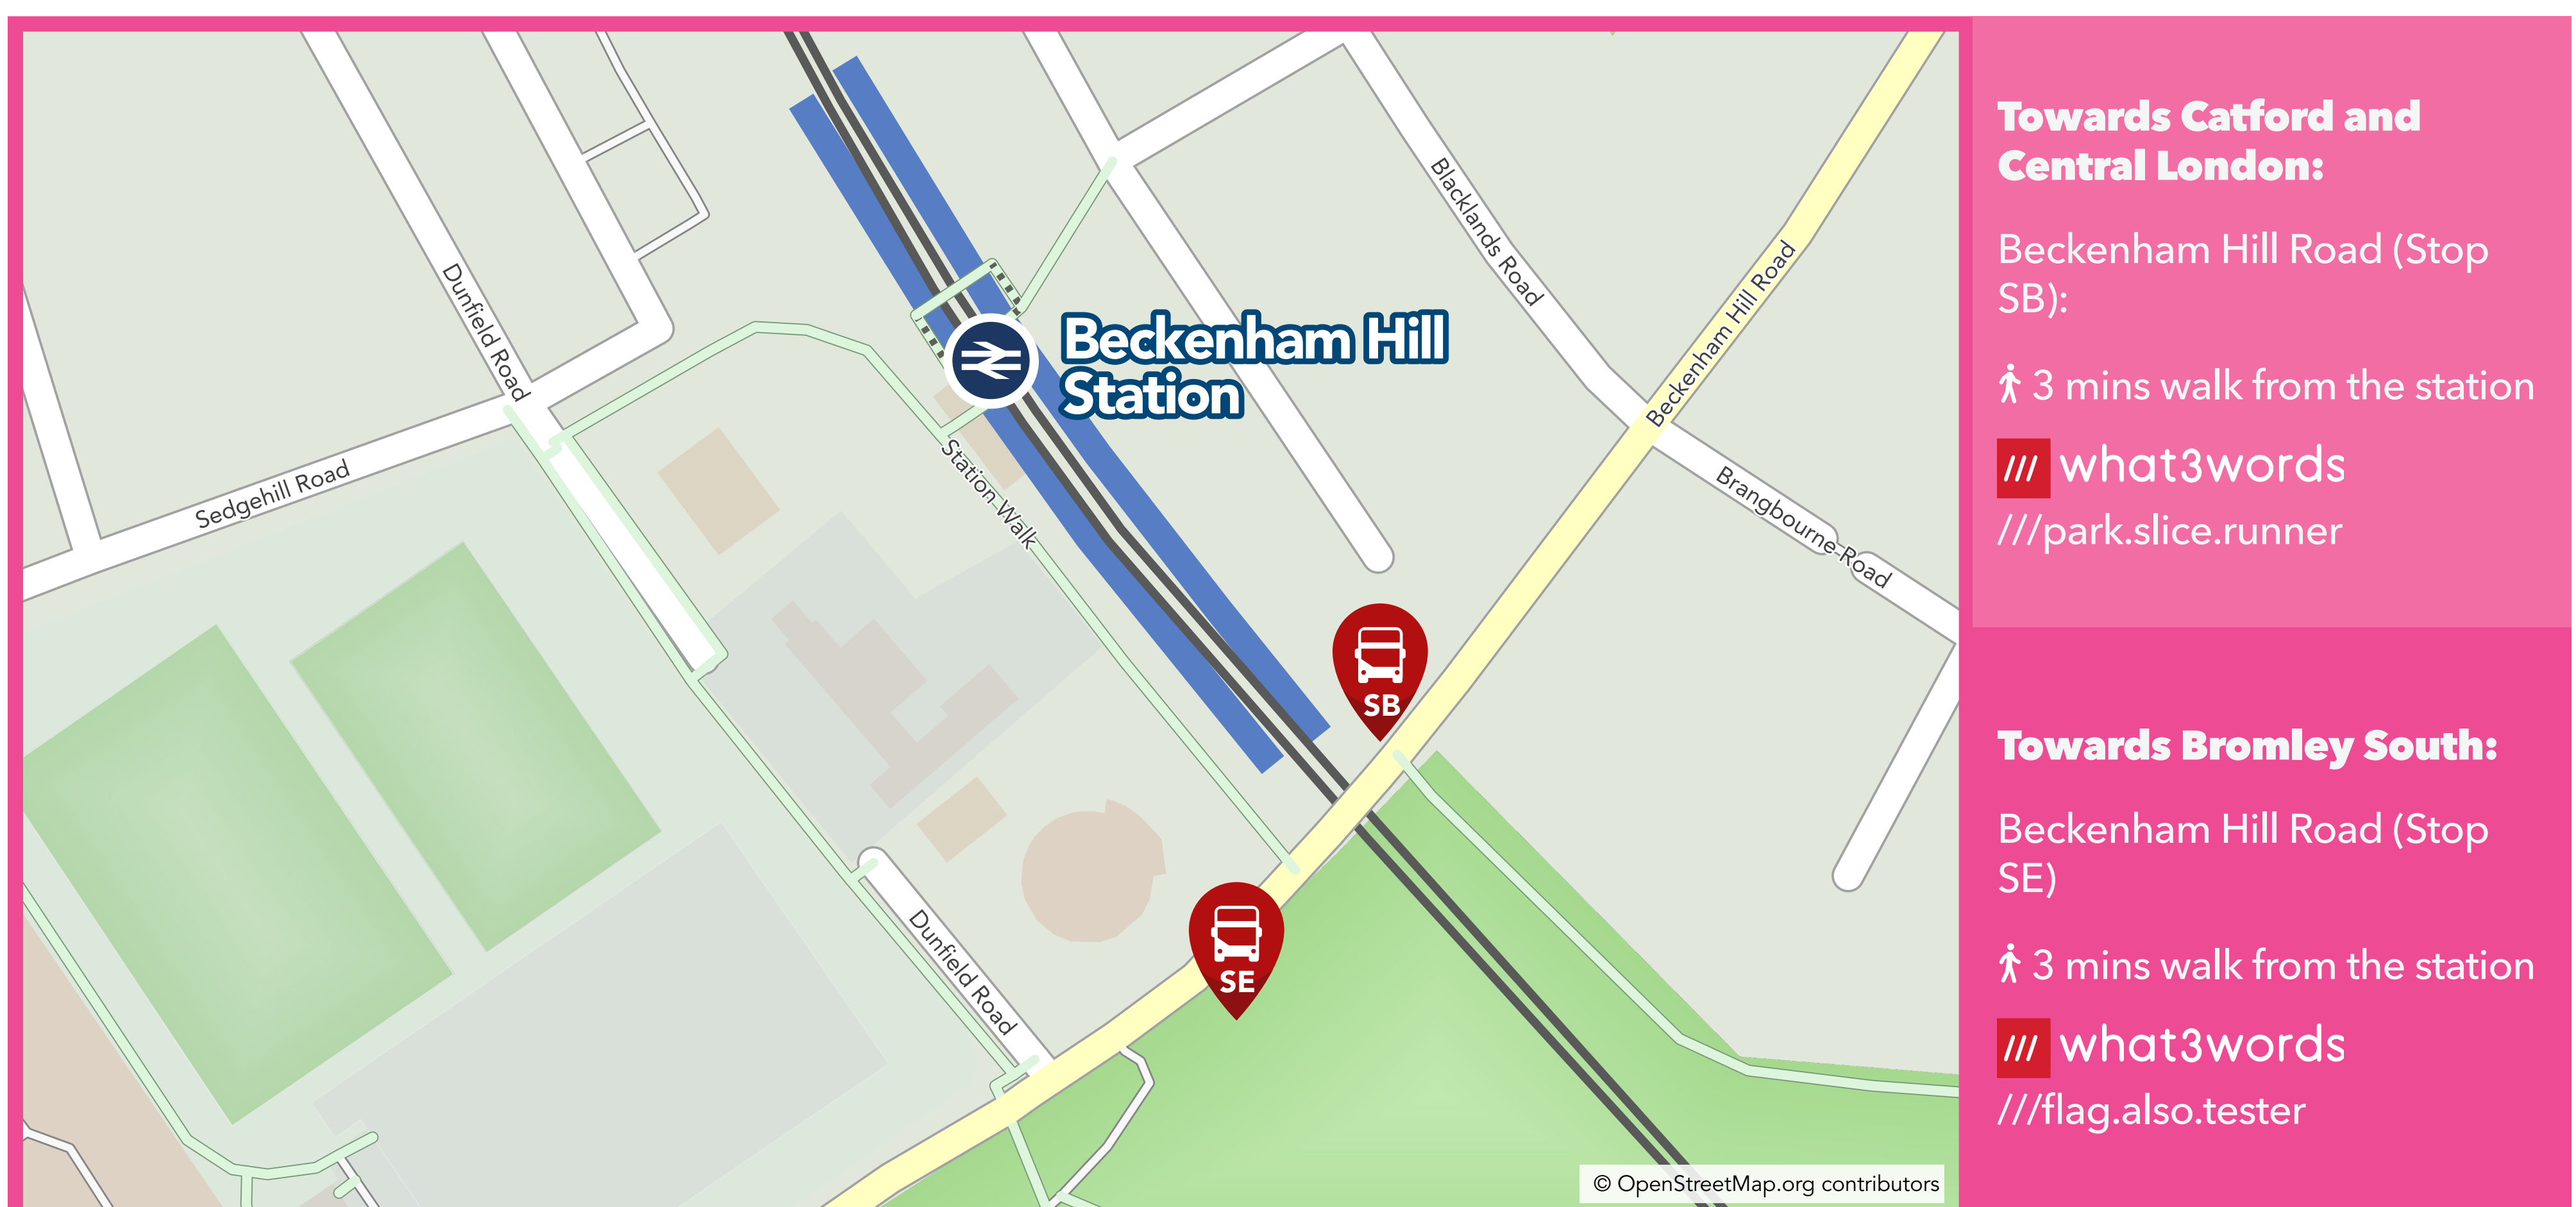 Dunfield Road
Sedgehill Road
Beckenham Hill
Station
Station Walk
Blacklands Road
Beckenham Hill Road
Brangbourne Road
SB
SE
Dunfield Road
© OpenStreetMap.org contributors
Towards Catford and
Central London:
Beckenham Hill Road (Stop
SB):
3 mins walk from the station
/// what3words
///park.slice.runner
Towards Bromley South:
Beckenham Hill Road (Stop
SE)
3 mins walk from the station
/// what3words
///flag.also.tester